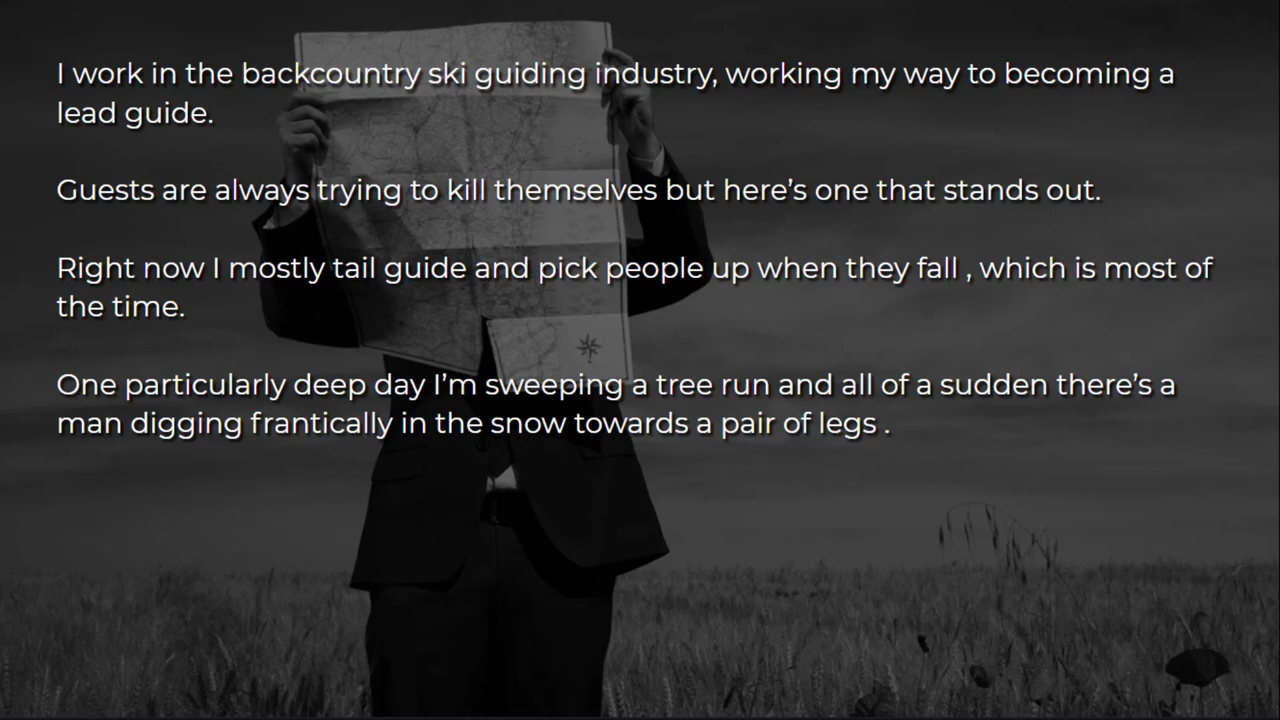 I work in the backcountry ski guiding industry, working my way to becoming a
lead guide.
Guests are always trying to kill themselves but here's one that stands out.
Right now I mostly tail guide and pick people up when they fall , which is most of
the time.
One particularly deep day I'm sweeping a tree run and all of a sudden there's a
man digging frantically in the snow towards a pair of legs .